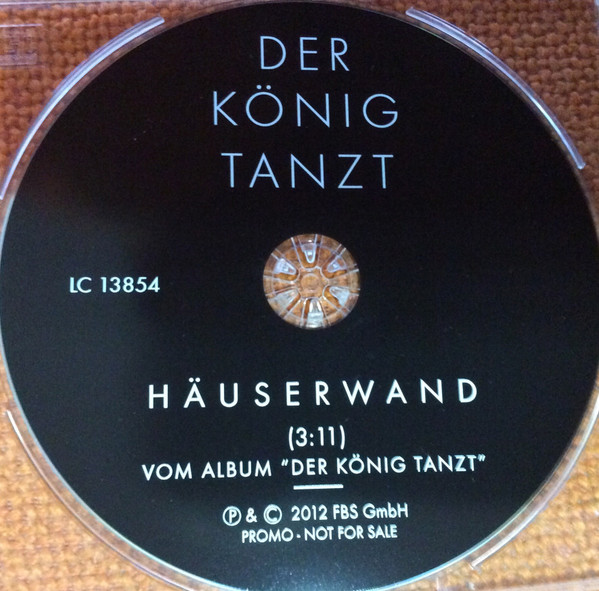 DER
KÖNIG
TANZT
LC 13854
HÄUSERWAND
(3:11)
VOM ALBUM "DER KÖNIG TANZT"
Ⓟ & © 2012 FBS GmbH
PROMO - NOT FOR SALE